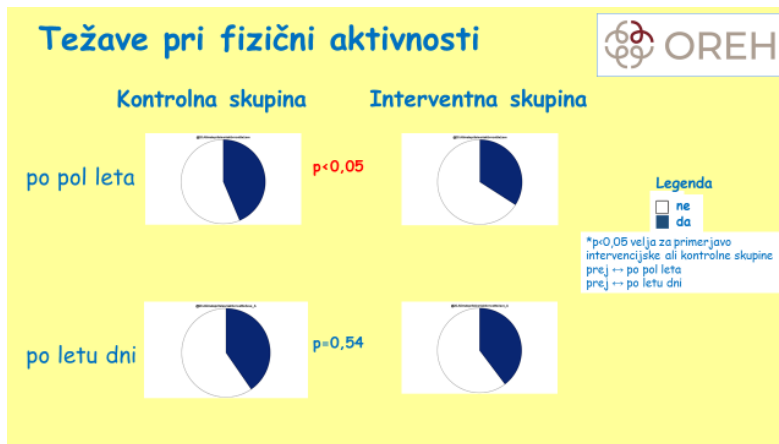 Težave pri fizični aktivnosti
OREH
Kontrolna skupina
Interventna skupina
po pol leta
p<0,05
Legenda
ne
da
*p<0,05 velja za primerjavo
intervencijske ali kontrolne skupine
prej ↔ po pol leta
prej ↔ po letu dni
po letu dni
p=0,54